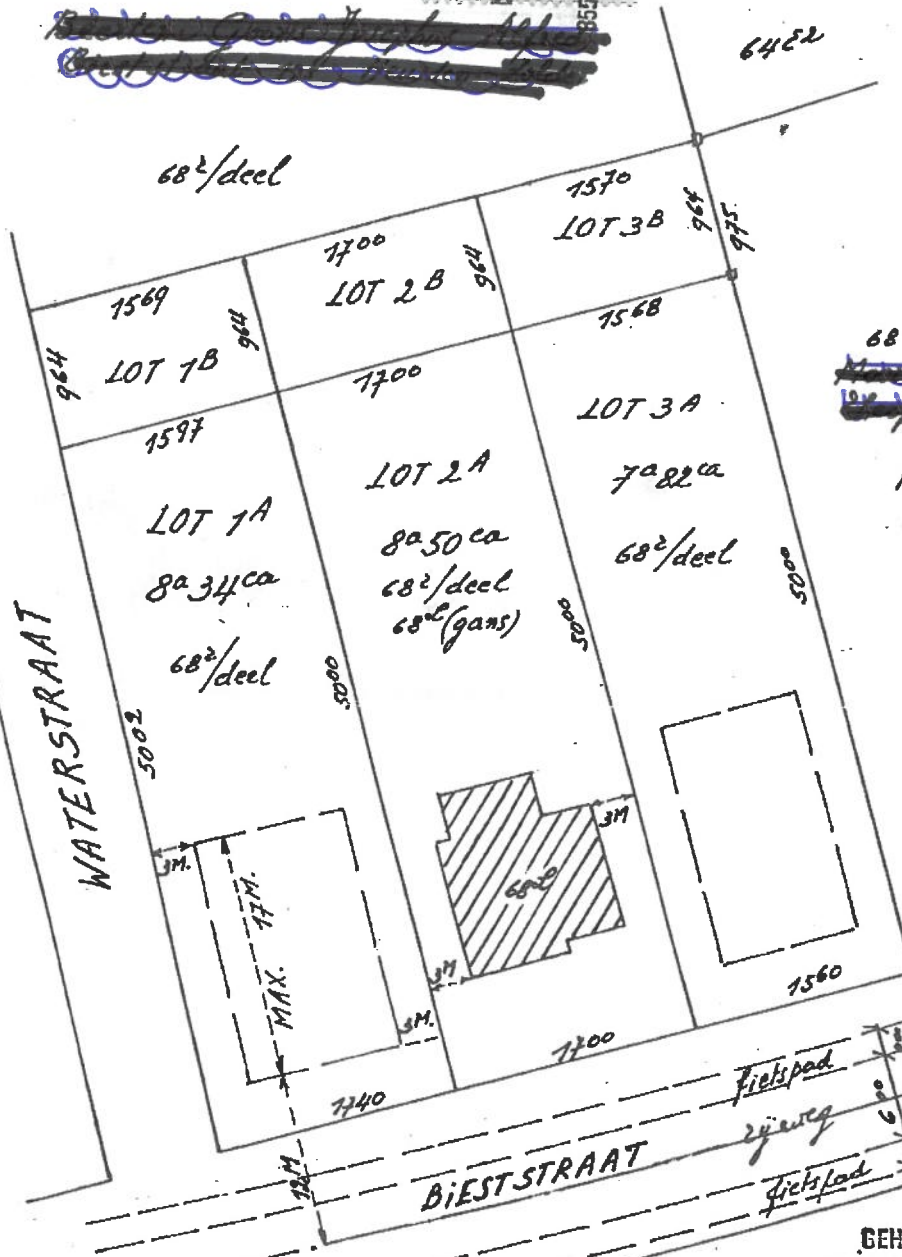 64E2
68²/deel
1570
LOT 3B
964
975
1700
LOT 2B
964
1569
LOT 1B
964
964
1568
1700
1597
68
LOT 3A
7ᵃ82ᶜᵃ
68²/deel
LOT 2A
8ᵃ50ᶜᵃ
68²/deel
(gans)
LOT 1A
8ᵃ34ᶜᵃ
68²/deel
WATERSTRAAT
5002
5000
5000
5000
3M.
MAX. 17M.
3M.
3M
3M
1560
1700
1740
12M
fietspad
BIESTSTRAAT
fietspad
6.00
GEH